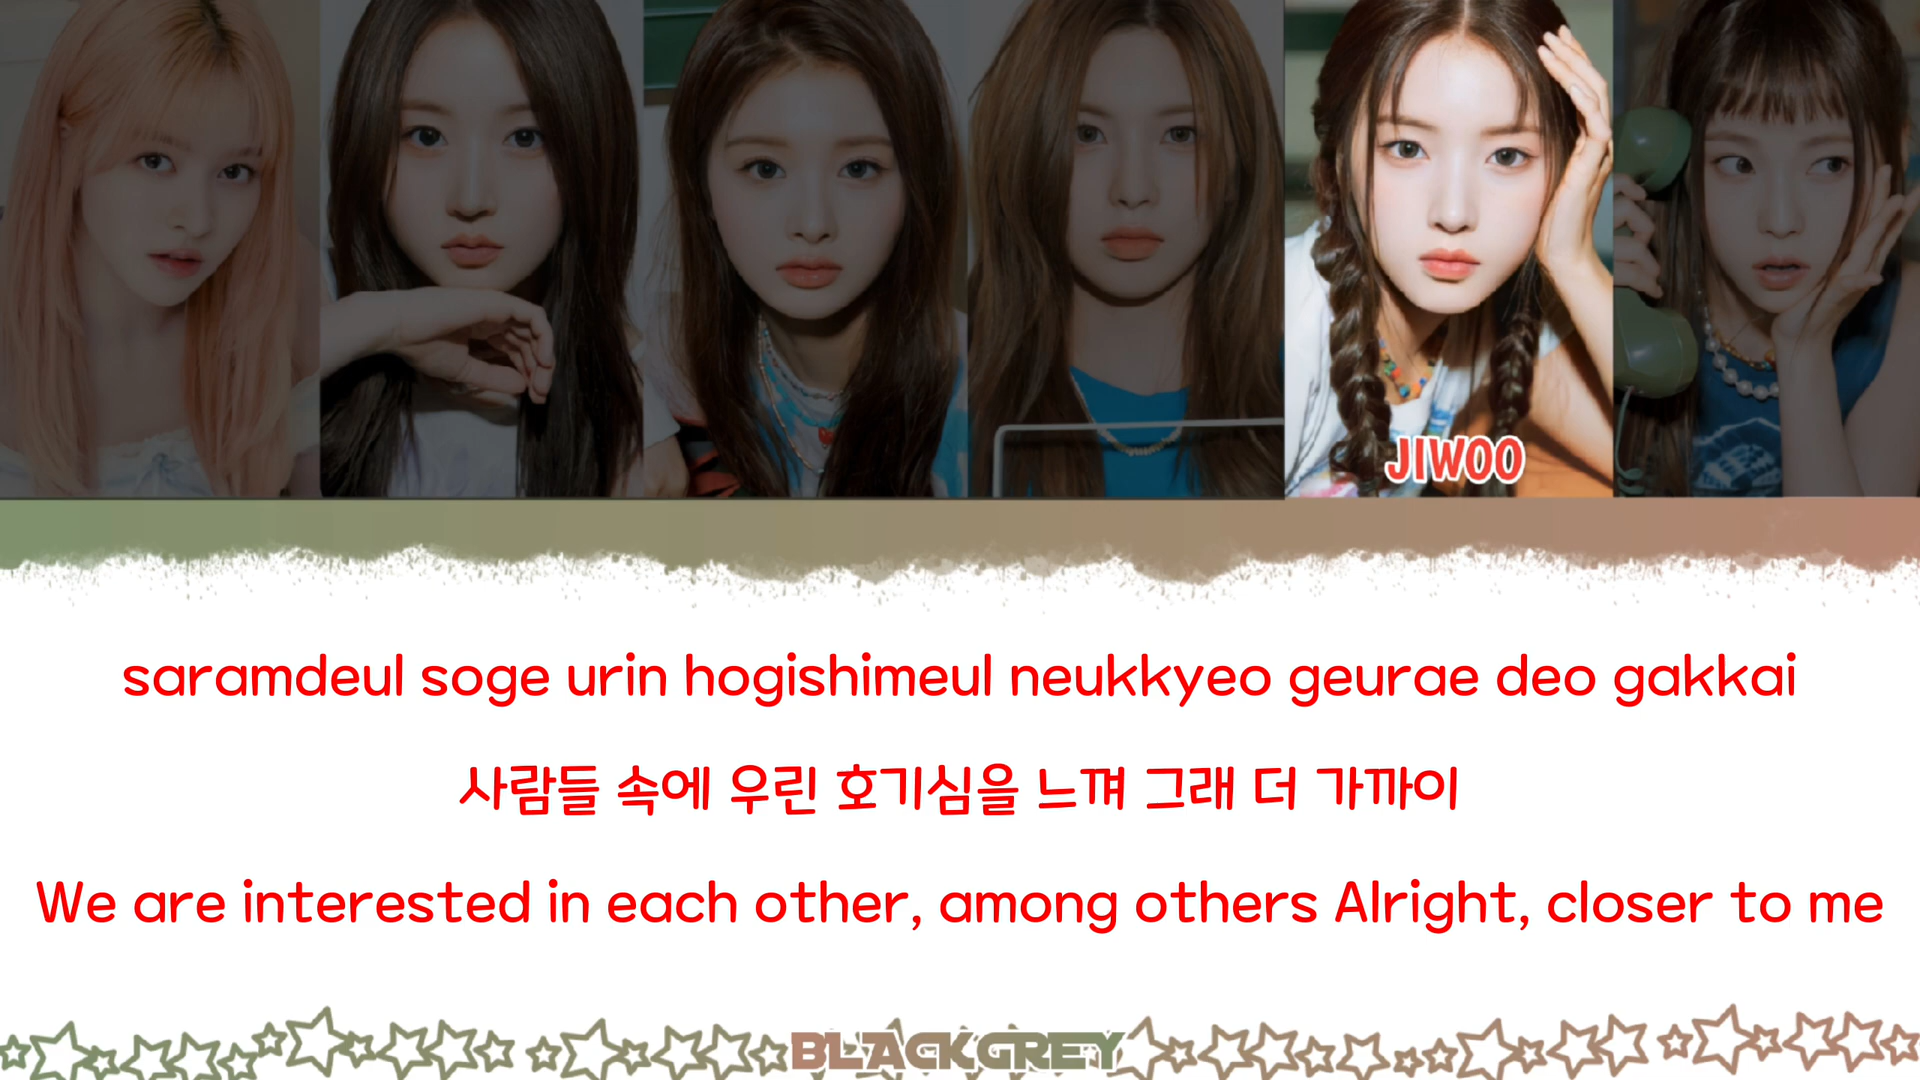 JIWOO
saramdeul soge urin hogishimeul neukkyeo geurae deo gakkai
사람들 속에 우린 호기심을 느껴 그래 더 가까이
We are interested in each other, among others Alright, closer to me
BLACKGREY